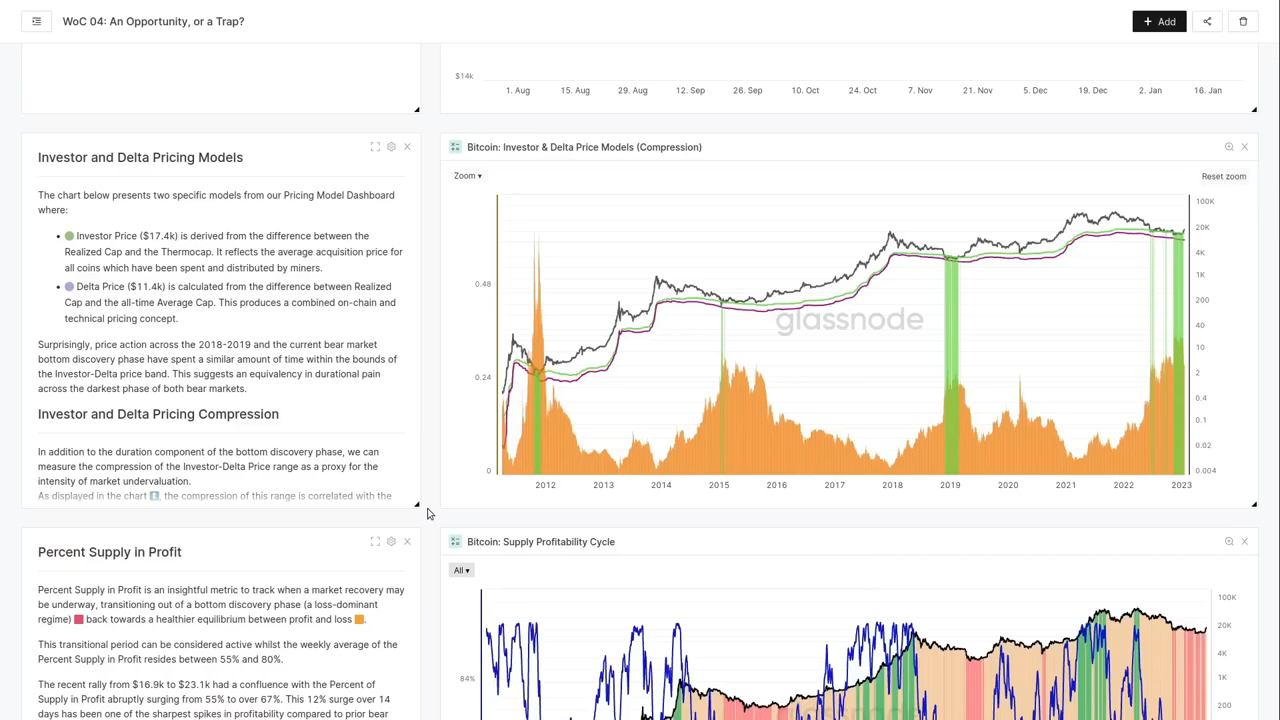 WoC 04: An Opportunity, or a Trap?
+ Add
$14k
1. Aug 15. Aug 29. Aug 12. Sep 26. Sep 10. Oct 24. Oct 7. Nov 21. Nov 5. Dec 19. Dec 2. Jan 16. Jan
Investor and Delta Pricing Models
The chart below presents two specific models from our Pricing Model Dashboard
where:
• Investor Price ($17.4k) is derived from the difference between the
Realized Cap and the Thermocap. It reflects the average acquisition price for
all coins which have been spent and distributed by miners.
• Delta Price ($11.4k) is calculated from the difference between Realized
Cap and the all-time Average Cap. This produces a combined on-chain and
technical pricing concept.
Surprisingly, price action across the 2018-2019 and the current bear market
bottom discovery phase have spent a similar amount of time within the bounds of
the Investor-Delta price band. This suggests an equivalency in durational pain
across the darkest phase of both bear markets.
Investor and Delta Pricing Compression
In addition to the duration component of the bottom discovery phase, we can
measure the compression of the Investor-Delta Price range as a proxy for the
intensity of market undervaluation.
As displayed in the chart ⬇️, the compression of this range is correlated with the
Bitcoin: Investor & Delta Price Models (Compression)
Zoom ▾
Reset zoom
100K
20K
4K
1K
200
40
10
2
0.4
0.1
0.02
0.004
0.48
0.24
0
glassnode
2012 2013 2014 2015 2016 2017 2018 2019 2020 2021 2022 2023
Percent Supply in Profit
Percent Supply in Profit is an insightful metric to track when a market recovery may
be underway, transitioning out of a bottom discovery phase (a loss-dominant
regime) 🟥 back towards a healthier equilibrium between profit and loss 🟧.
This transitional period can be considered active whilst the weekly average of the
Percent Supply in Profit resides between 55% and 80%.
The recent rally from $16.9k to $23.1k had a confluence with the Percent of
Supply in Profit abruptly surging from 55% to over 67%. This 12% surge over 14
days has been one of the sharpest spikes in profitability compared to prior bear
Bitcoin: Supply Profitability Cycle
All ▾
100K
20K
4K
1K
200
84%
glassnode